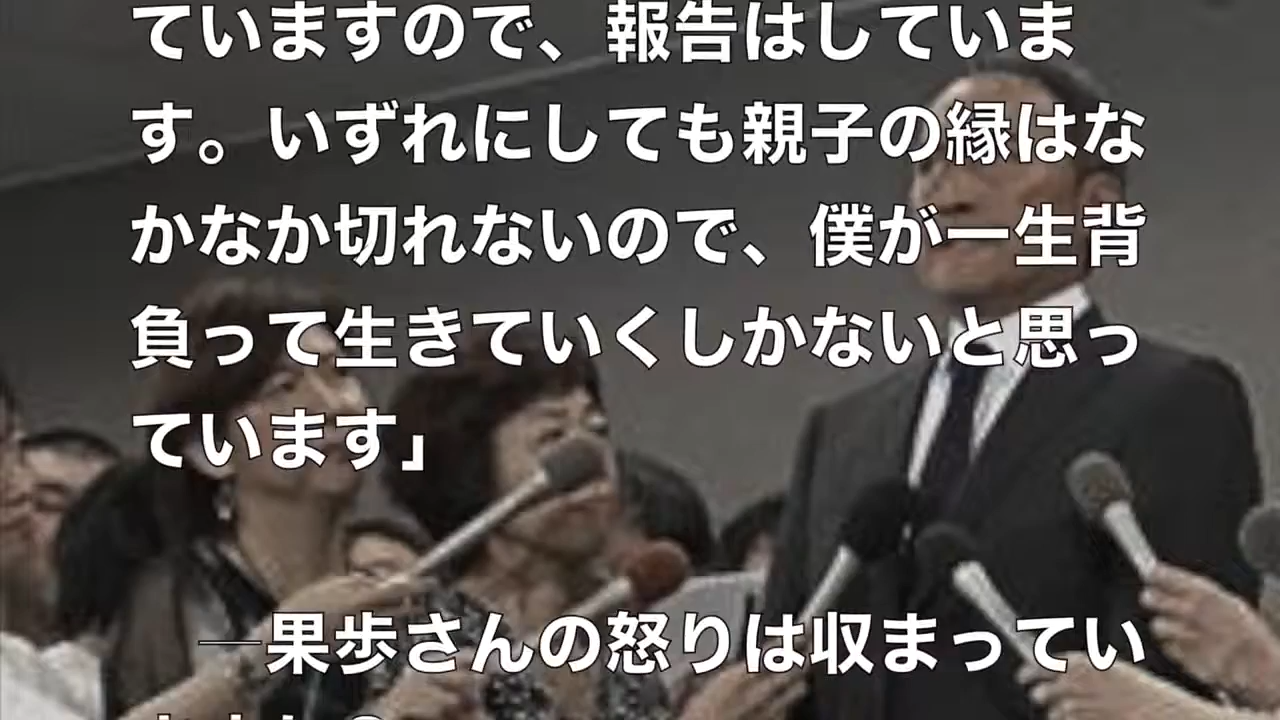 ていますので、報告はしていま
す。いずれにしても親子の縁はな
かなか切れないので、僕が一生背
負って生きていくしかないと思っ
ています」
―果歩さんの怒りは収まってい